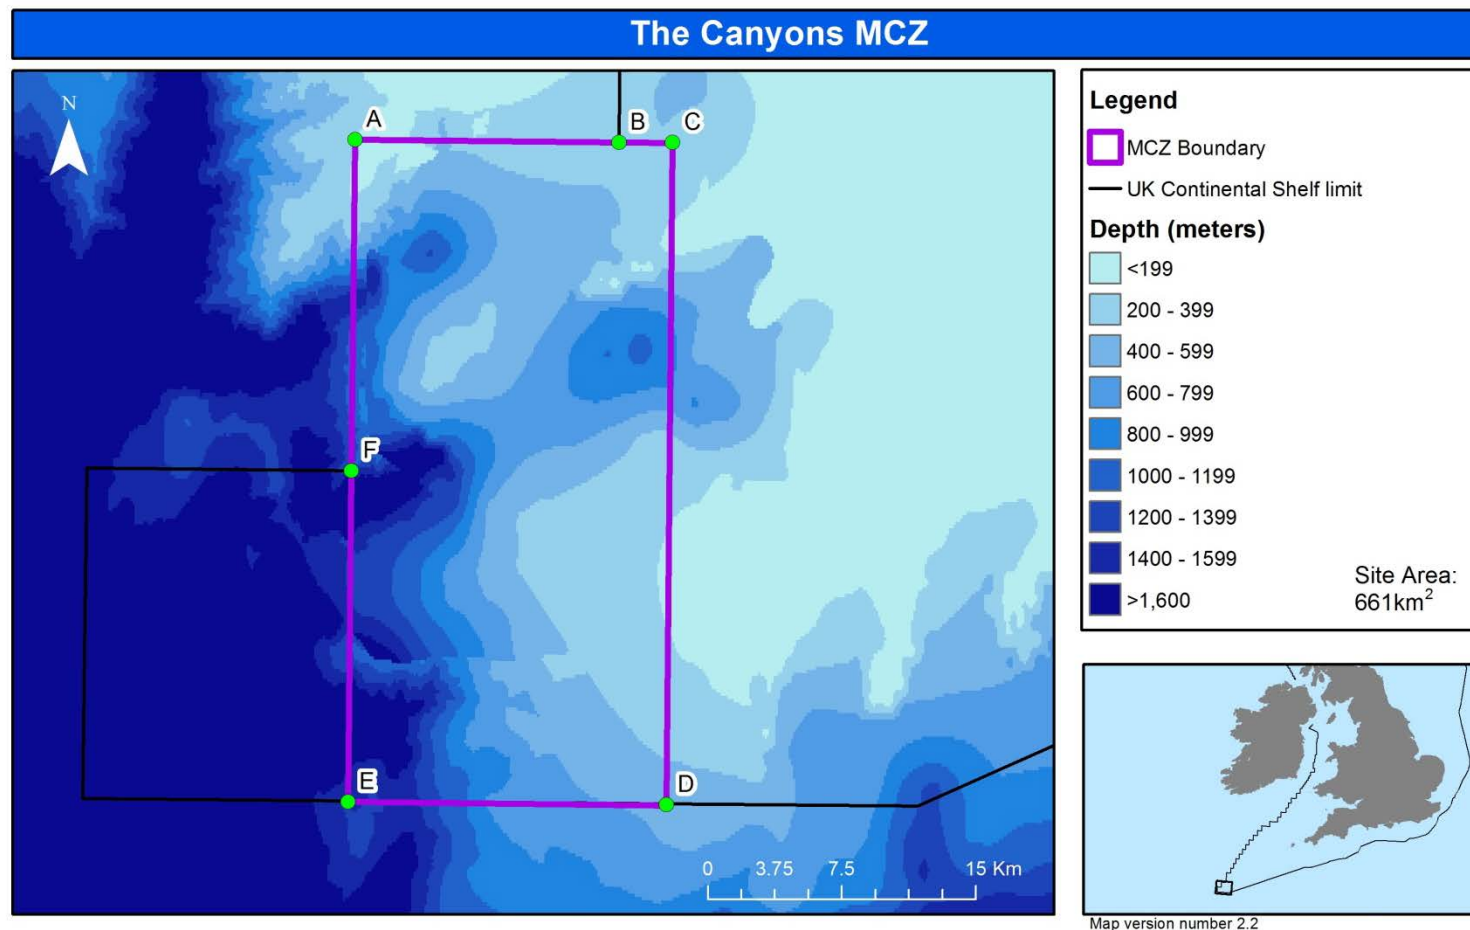 The Canyons MCZ
N
A
B
C
F
E
D
0 3.75 7.5 15 Km
Legend
MCZ Boundary
UK Continental Shelf limit
Depth (meters)
<199
200 - 399
400 - 599
600 - 799
800 - 999
1000 - 1199
1200 - 1399
1400 - 1599
>1,600
Site Area:
661km²
Map version number 2.2